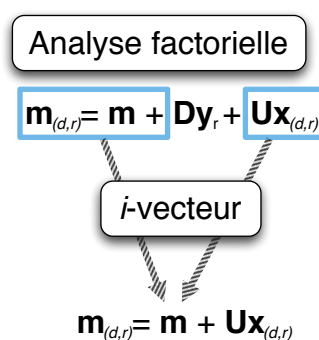 Analyse factorielle
m(d,r)= m + Dyr + Ux(d,r)
i-vecteur
m(d,r)= m + Ux(d,r)